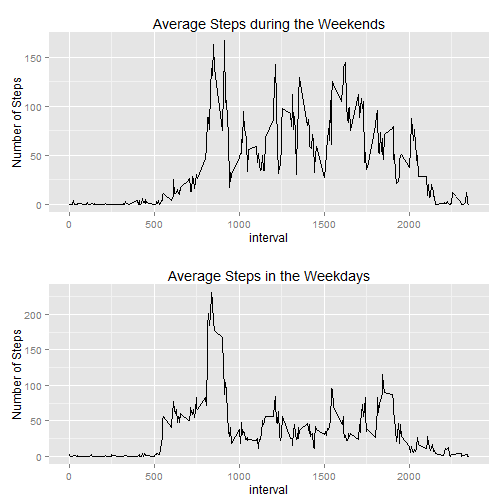 Average Steps during the Weekends
Number of Steps
150
100
50
0
0 500 1000 1500 2000
interval
Average Steps in the Weekdays
Number of Steps
200
150
100
50
0
0 500 1000 1500 2000
interval